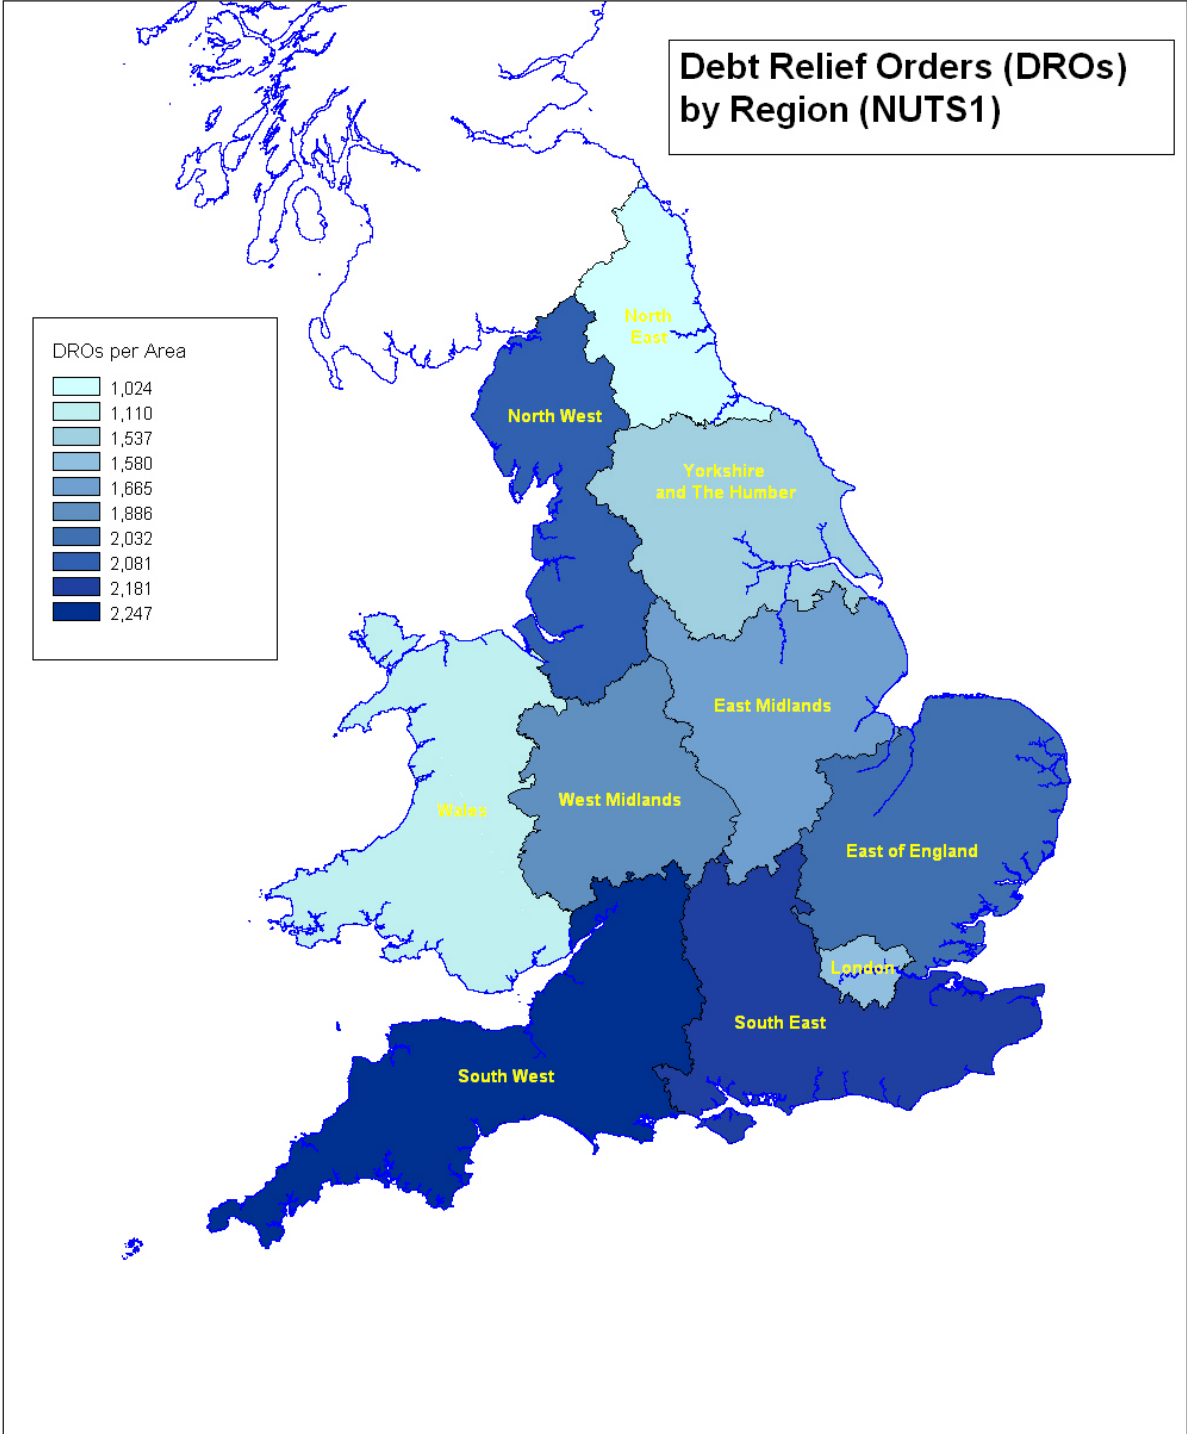 Debt Relief Orders (DROs)
by Region (NUTS1)
North
East
DROs per Area
1,024
1,110
1,537
1,580
1,665
1,886
2,032
2,081
2,181
2,247
North West
Yorkshire
and The Humber
East Midlands
West Midlands
Wales
East of England
London
South East
South West